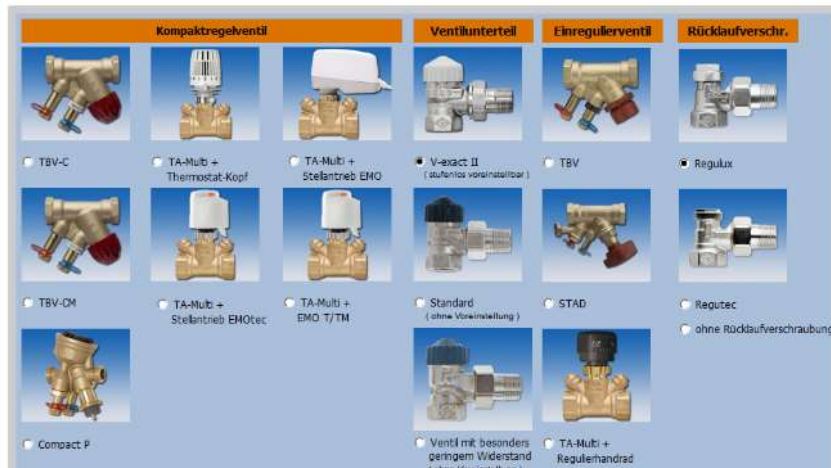 Kompaktregelventil
Ventilunterteil
Einregulierventil
Rücklaufverschr.
TBV-C
TA-Multi +
Thermostat-Kopf
TA-Multi +
Stellantrieb EMO
V-exact II
( stufenlos voreinstellbar )
TBV
Regulux
TBV-CM
TA-Multi +
Stellantrieb EMOtec
TA-Multi +
EMO T/TM
Standard
( ohne Voreinstellung )
STAD
Regutec
ohne Rücklaufverschraubung
Compact P
Ventil mit besonders
geringem Widerstand
TA-Multi +
Regulierhandrad